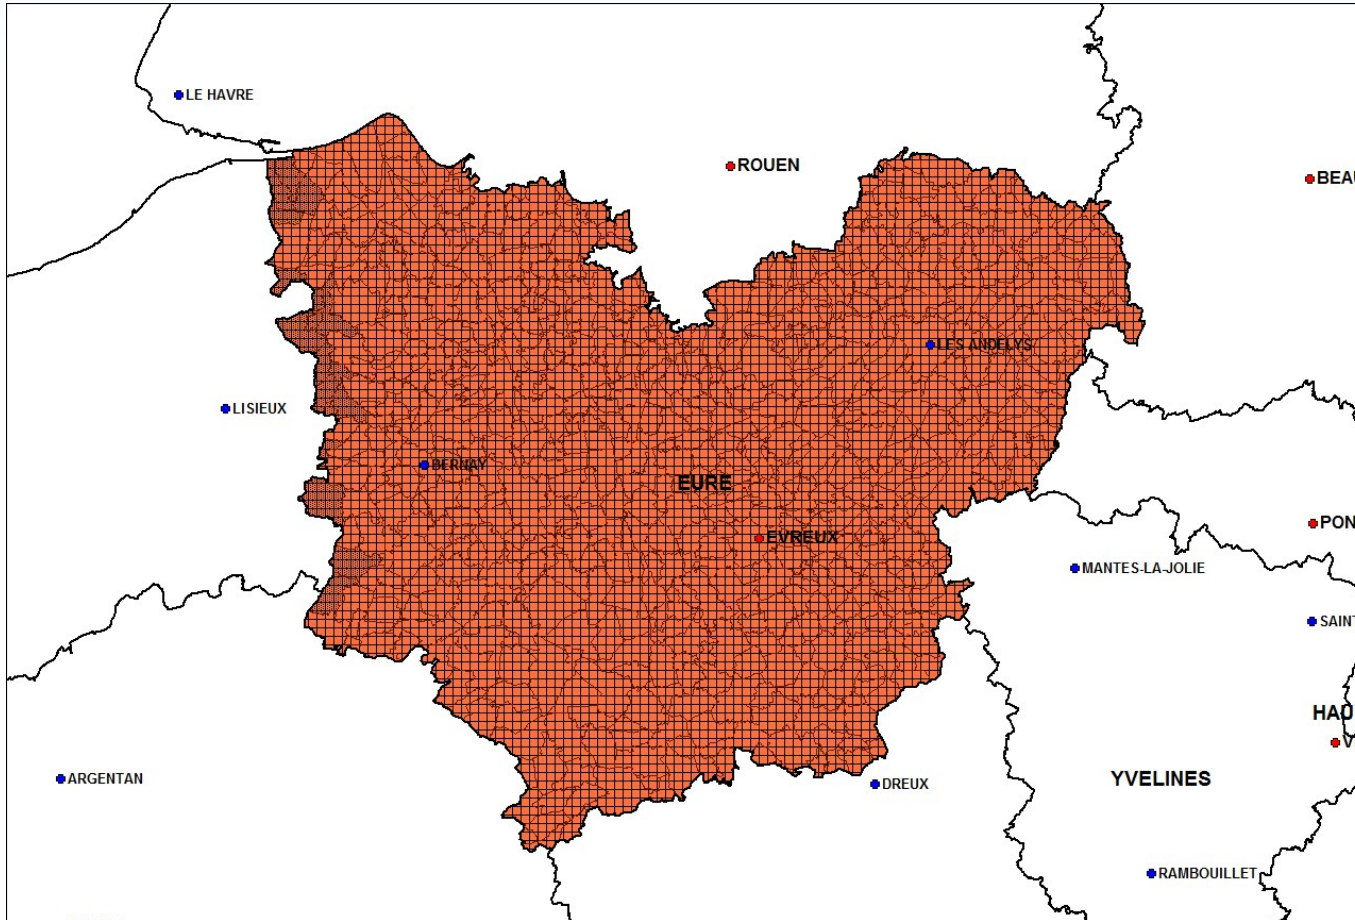 LE HAVRE
ROUEN
BEAU
LES ANDELYS
LISIEUX
BERNAY
EURE
PON
EVREUX
MANTES-LA-JOLIE
SAINT
HAU
V
ARGENTAN
YVELINES
DREUX
RAMBOUILLET